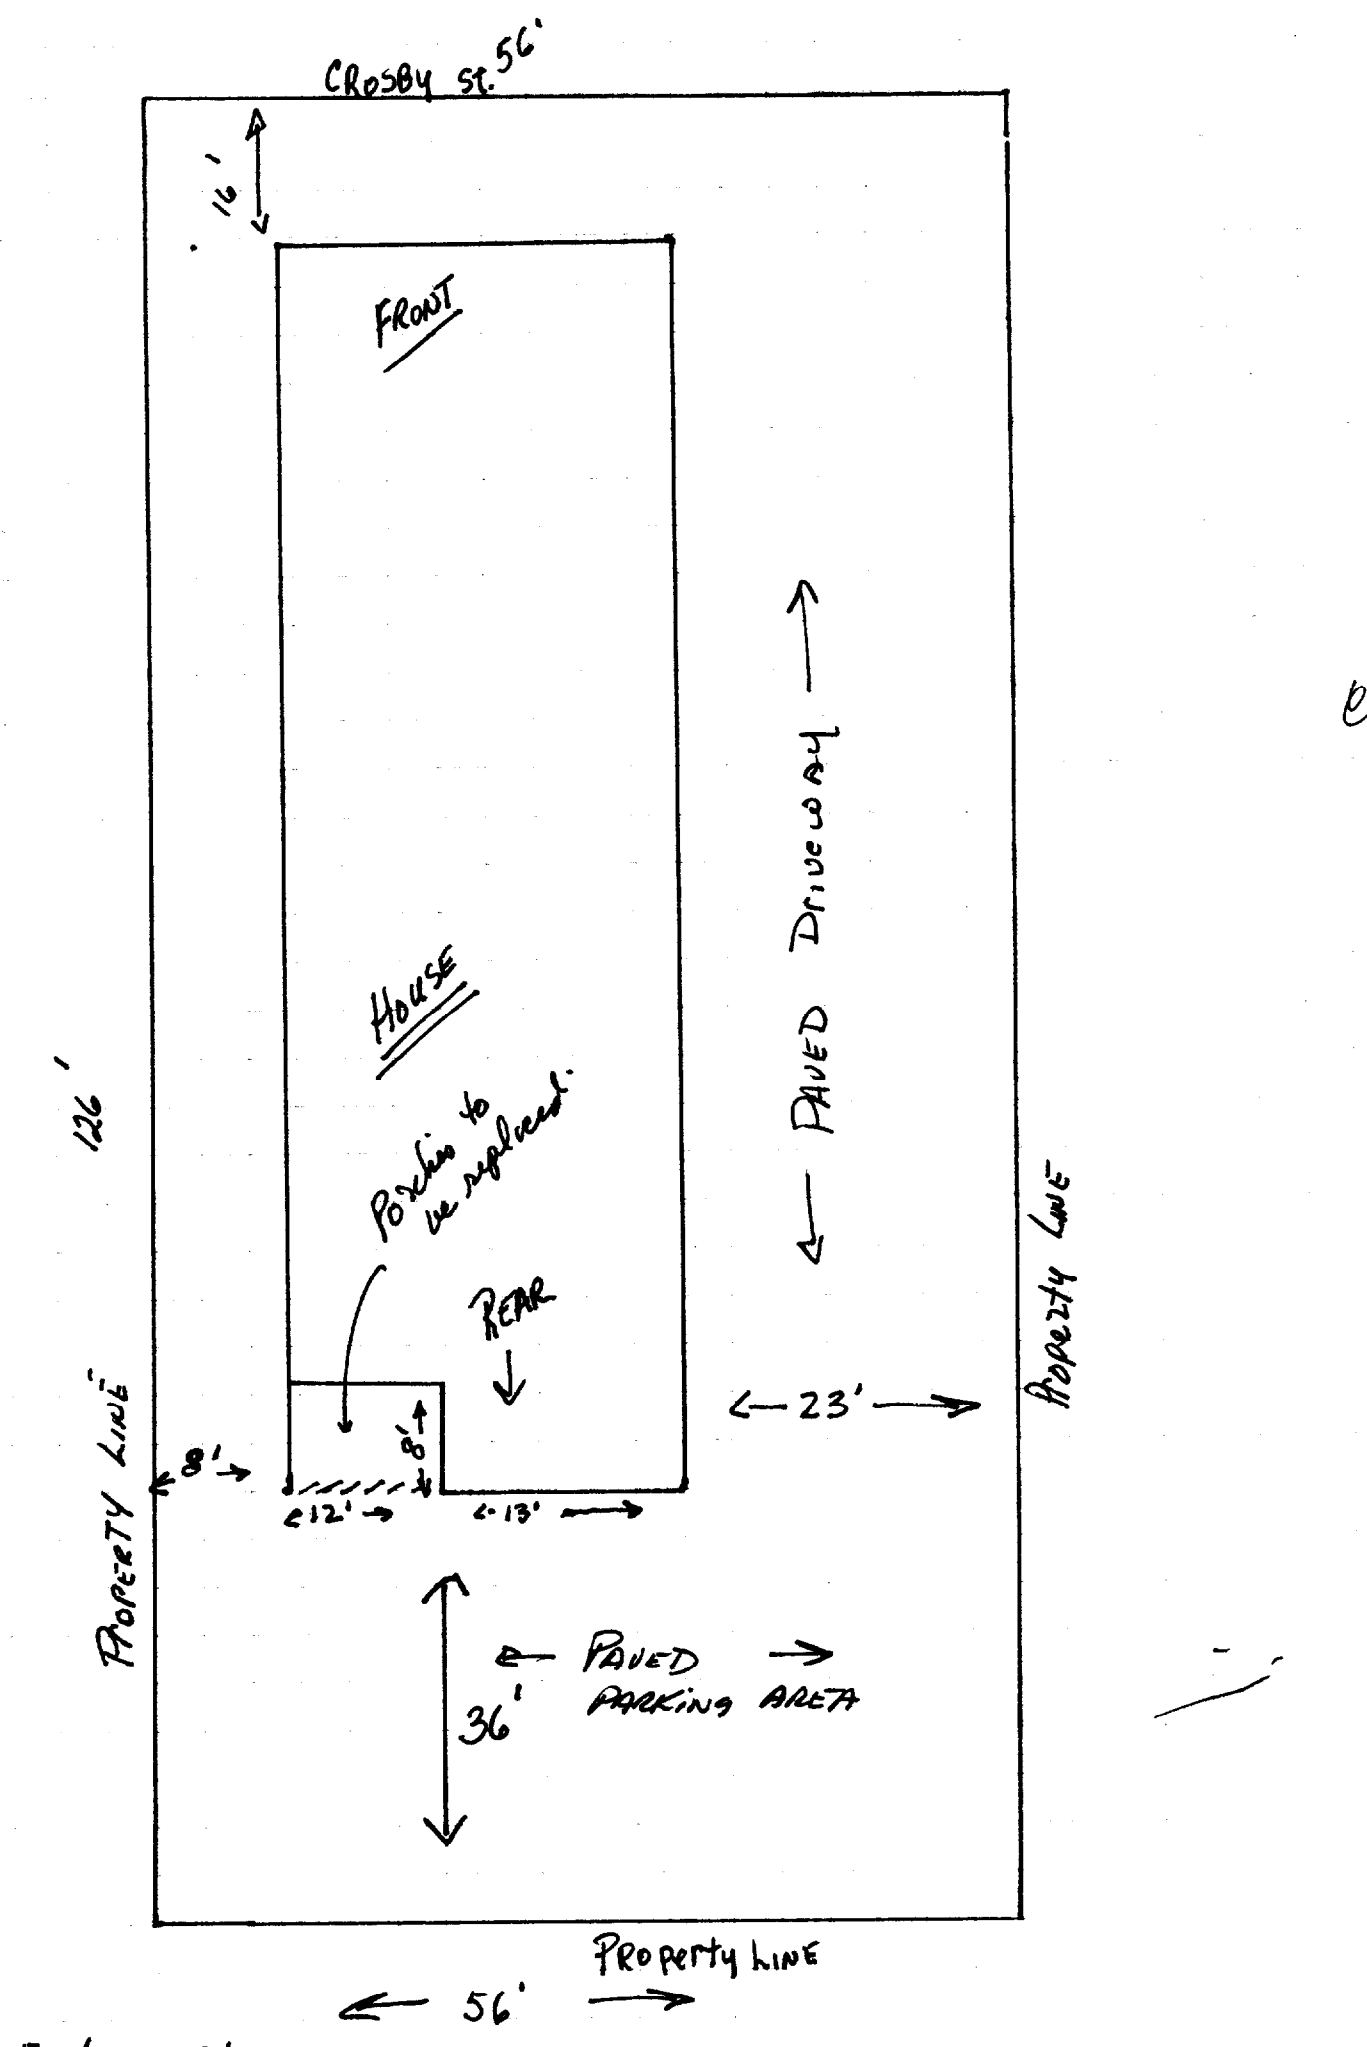 CROSBY St. 56'
16'
FRONT
PAVED Driveway
HOUSE
126'
Porches to
be replaced.
REAR
Property Line
PROPERTY LINE
23'
8'
8'
12'
13'
36'
PAVED
PARKING AREA
Property Line
56'